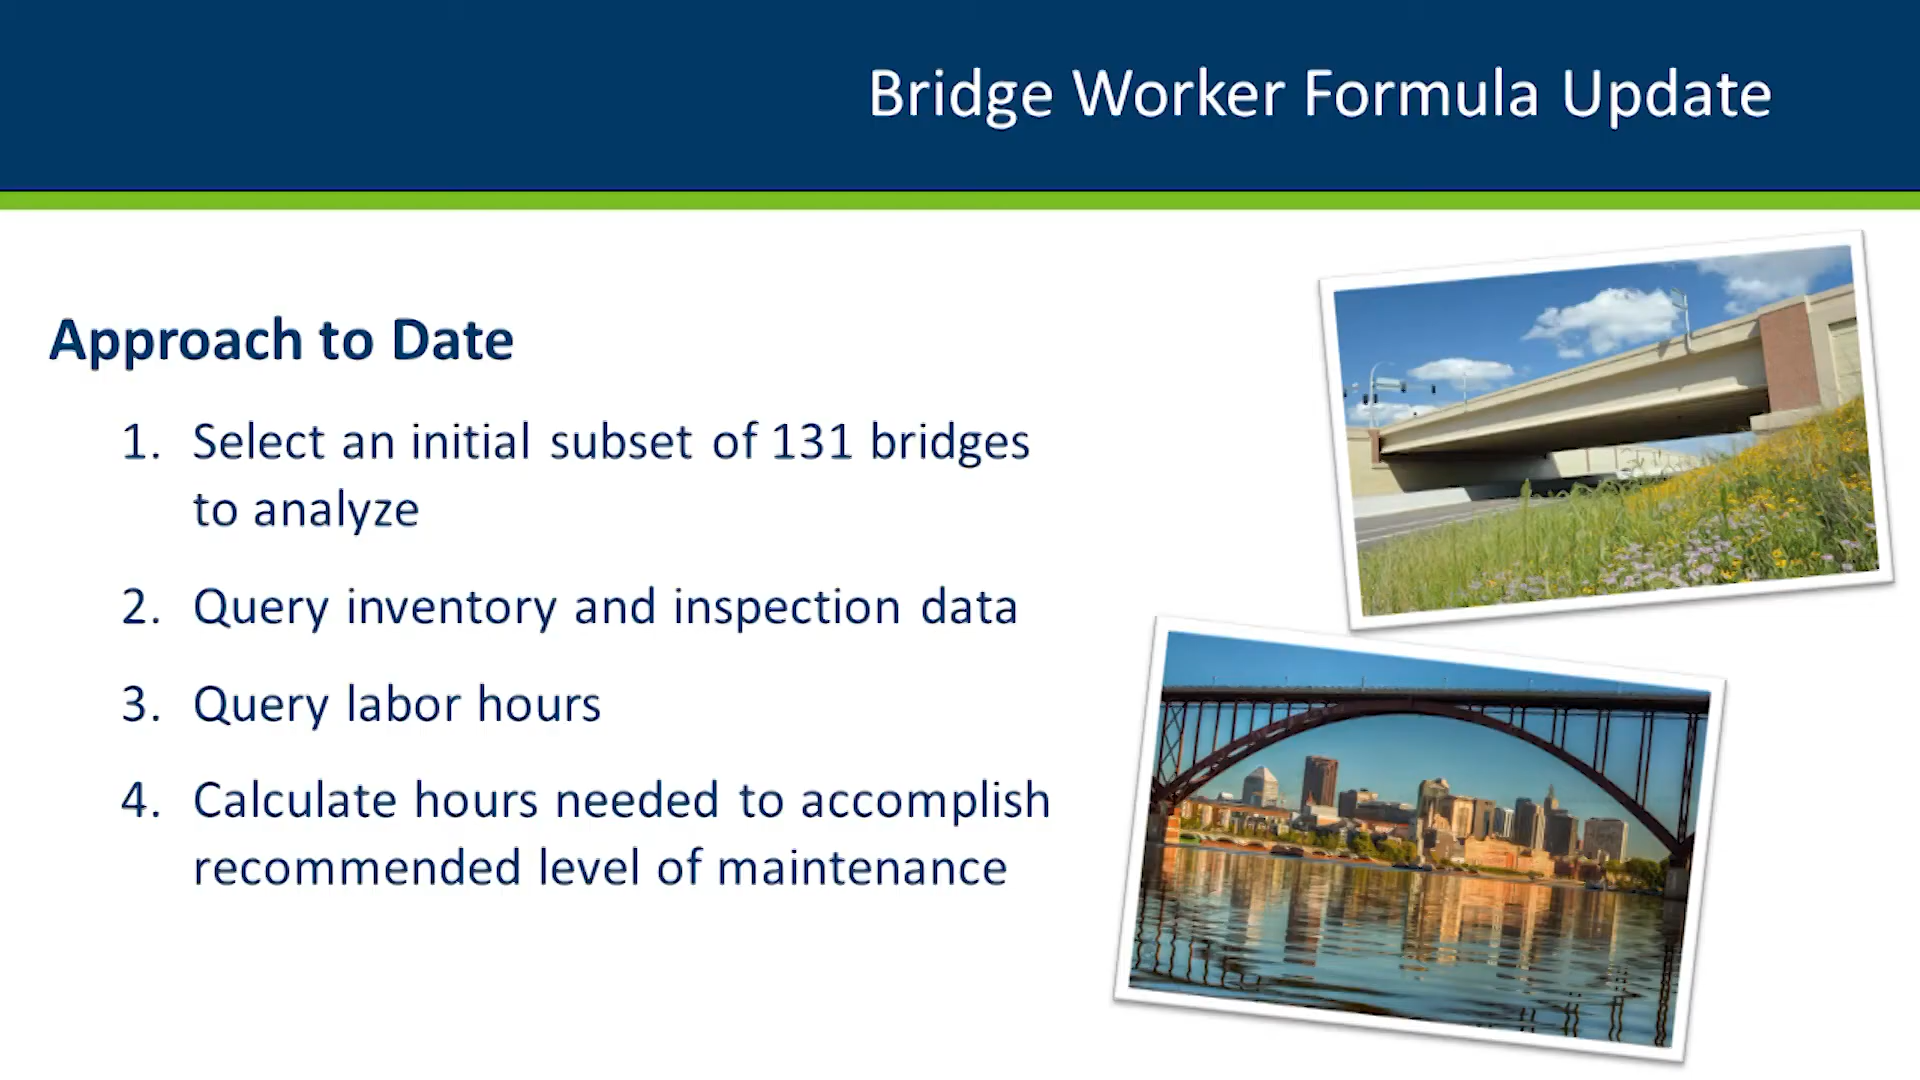 Bridge Worker Formula Update
Approach to Date
1. Select an initial subset of 131 bridges
to analyze
2. Query inventory and inspection data
3. Query labor hours
4. Calculate hours needed to accomplish
recommended level of maintenance